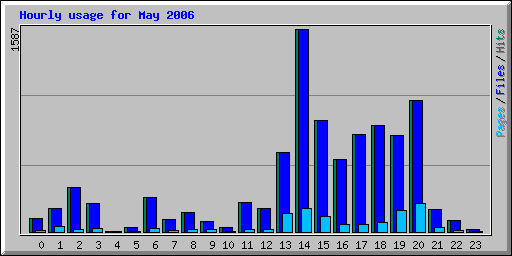 Hourly usage for May 2006
1587
Pages / Files / Hits
0 1 2 3 4 5 6 7 8 9 10 11 12 13 14 15 16 17 18 19 20 21 22 23